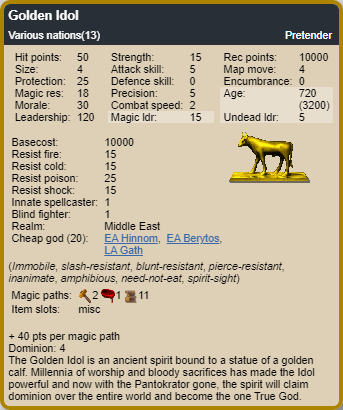 Golden Idol
Various nations(13) Pretender
Hit points: 50 Strength: 15 Rec points: 10000
Size: 4 Attack skill: 5 Map move: 4
Protection: 25 Defence skill: 0 Encumbrance: 0
Magic res: 18 Precision: 5 Age: 720
Morale: 30 Combat speed: 2 (3200)
Leadership: 120 Magic ldr: 15 Undead ldr: 5
Basecost: 10000
Resist fire: 15
Resist cold: 15
Resist poison: 25
Resist shock: 15
Innate spellcaster: 1
Blind fighter: 1
Realm: Middle East
Cheap god (20): EA Hinnom, EA Berytos,
LA Gath
(Immobile, slash-resistant, blunt-resistant, pierce-resistant,
inanimate, amphibious, need-not-eat, spirit-sight)
Magic paths: 2 1 11
Item slots: misc
+ 40 pts per magic path
Dominion: 4
The Golden Idol is an ancient spirit bound to a statue of a golden
calf. Millennia of worship and bloody sacrifices has made the Idol
powerful and now with the Pantokrator gone, the spirit will claim
dominion over the entire world and become the one True God.